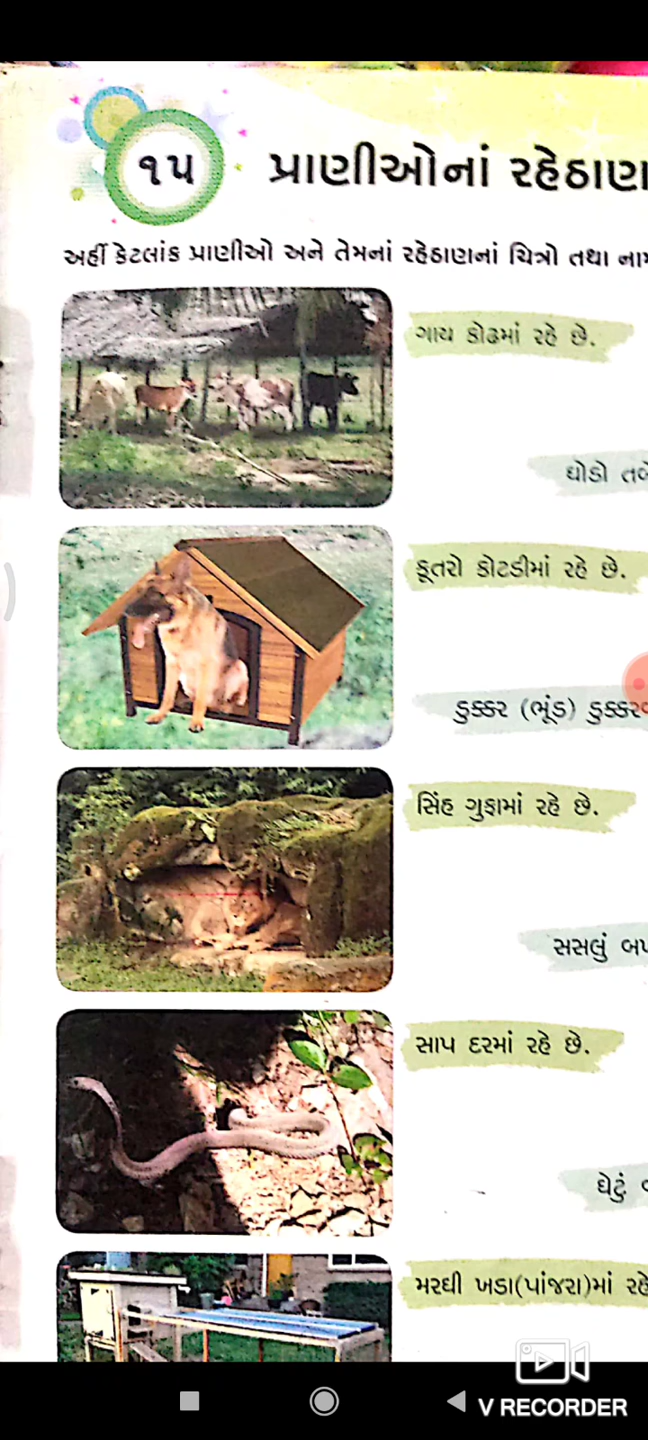 ૧૫
પ્રાણીઓનાં રહેઠાણ
અહીં કેટલાંક પ્રાણીઓ અને તેમનાં રહેઠાણનાં ચિત્રો તથા
ગાય કોઢમાં રહે છે.
ઘોડો
કૂતરો કોટડીમાં રહે છે.
ડુક્કર (ભૂંડ)
સિંહ ગુફામાં રહે છે.
સસલું
સાપ દરમાં રહે છે.
ઘેટું
મરઘી ખડા(પાંજરા)માં
V RECORDER